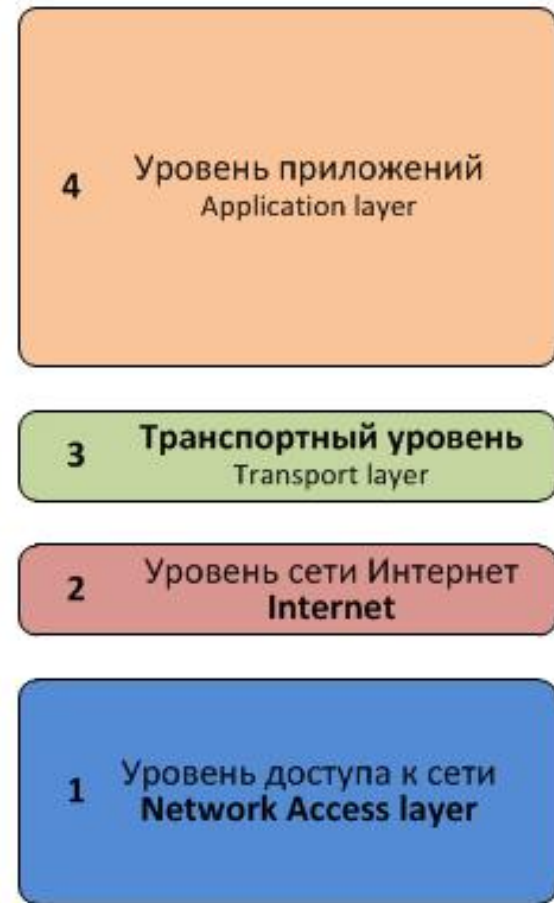 4
Уровень приложений
Application layer
3
Транспортный уровень
Transport layer
2
Уровень сети Интернет
Internet
1
Уровень доступа к сети
Network Access layer